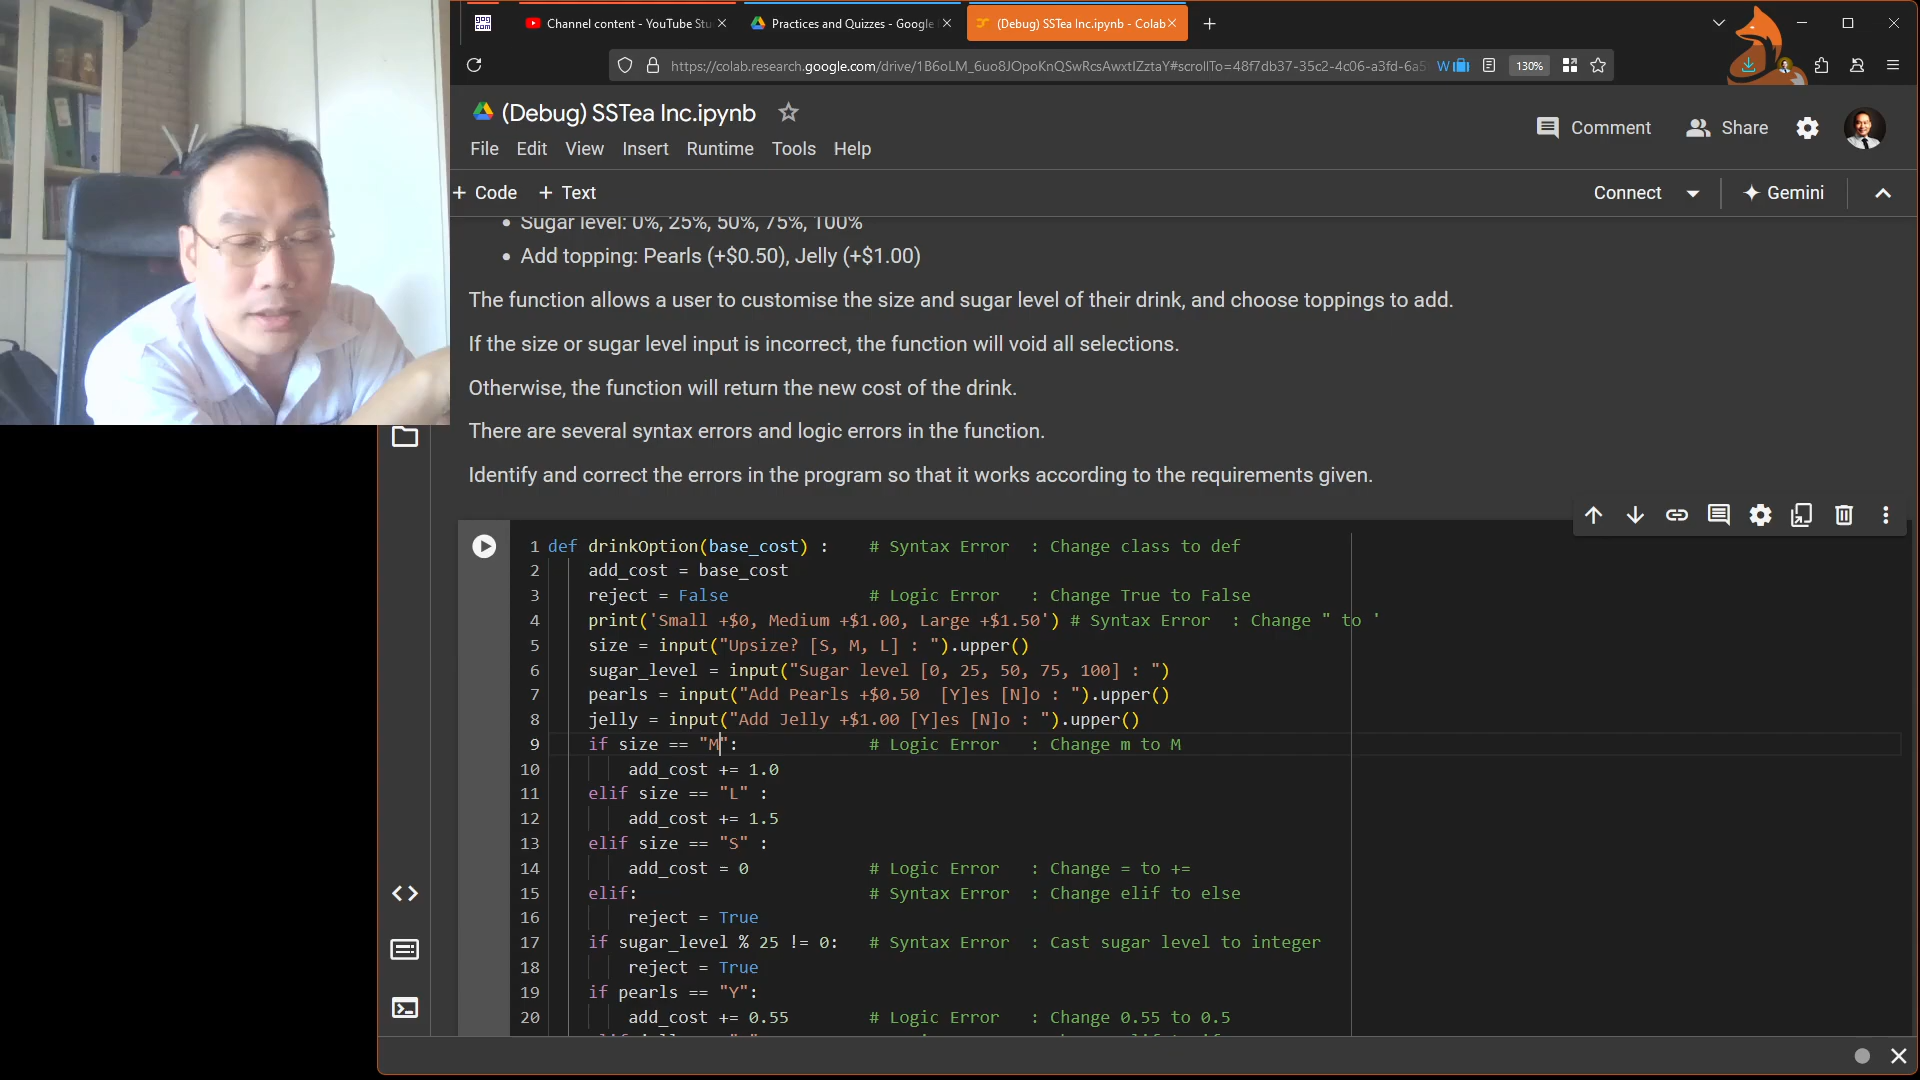 Channel content - YouTube Stu
Practices and Quizzes - Google
(Debug) SSTea Inc.ipynb - Colab
https://colab.research.google.com/drive/1B6oLM_6uo8JOpoKnQSwRcsAwxtIZztaY#scrollTo=48f7db37-35c2-4c06-a3fd-6a5
130%
(Debug) SSTea Inc.ipynb
Comment
Share
File Edit View Insert Runtime Tools Help
+ Code + Text
Connect
Gemini
• Sugar level: 0%, 25%, 50%, 75%, 100%
• Add topping: Pearls (+$0.50), Jelly (+$1.00)
The function allows a user to customise the size and sugar level of their drink, and choose toppings to add.
If the size or sugar level input is incorrect, the function will void all selections.
Otherwise, the function will return the new cost of the drink.
There are several syntax errors and logic errors in the function.
Identify and correct the errors in the program so that it works according to the requirements given.
1 def drinkOption(base_cost) : # Syntax Error : Change class to def
2 add_cost = base_cost
3 reject = False # Logic Error : Change True to False
4 print('Small +$0, Medium +$1.00, Large +$1.50') # Syntax Error : Change " to '
5 size = input("Upsize? [S, M, L] : ").upper()
6 sugar_level = input("Sugar level [0, 25, 50, 75, 100] : ")
7 pearls = input("Add Pearls +$0.50 [Y]es [N]o : ").upper()
8 jelly = input("Add Jelly +$1.00 [Y]es [N]o : ").upper()
9 if size == "M": # Logic Error : Change m to M
10 add_cost += 1.0
11 elif size == "L" :
12 add_cost += 1.5
13 elif size == "S" :
14 add_cost = 0 # Logic Error : Change = to +=
15 elif: # Syntax Error : Change elif to else
16 reject = True
17 if sugar_level % 25 != 0: # Syntax Error : Cast sugar level to integer
18 reject = True
19 if pearls == "Y":
20 add_cost += 0.55 # Logic Error : Change 0.55 to 0.5